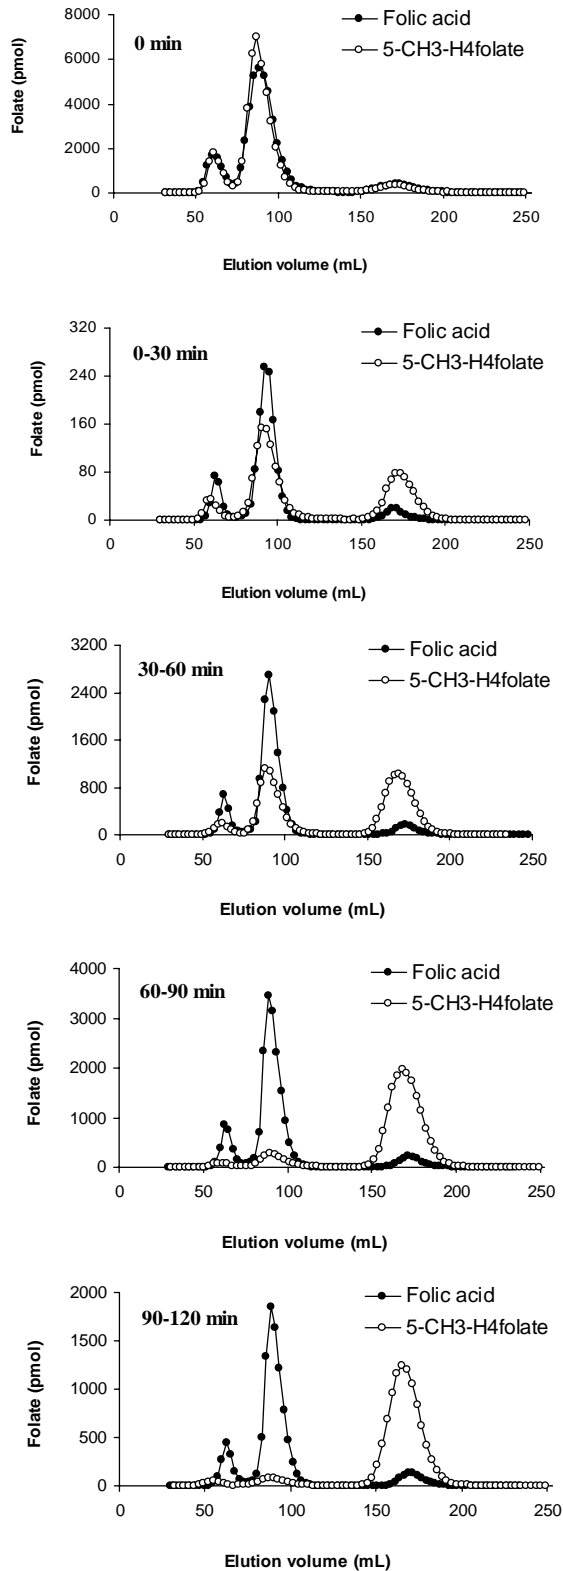 Folic acid
5-CH3-H4folate
0 min
Folate (pmol)
8000
6000
4000
2000
0
0 50 100 150 200 250
Elution volume (mL)
Folic acid
5-CH3-H4folate
0-30 min
Folate (pmol)
320
240
160
80
0
0 50 100 150 200 250
Elution volume (mL)
Folic acid
5-CH3-H4folate
30-60 min
Folate (pmol)
3200
2400
1600
800
0
0 50 100 150 200 250
Elution volume (mL)
Folic acid
5-CH3-H4folate
60-90 min
Folate (pmol)
4000
3000
2000
1000
0
0 50 100 150 200 250
Elution volume (mL)
Folic acid
5-CH3-H4folate
90-120 min
Folate (pmol)
2000
1500
1000
500
0
0 50 100 150 200 250
Elution volume (mL)